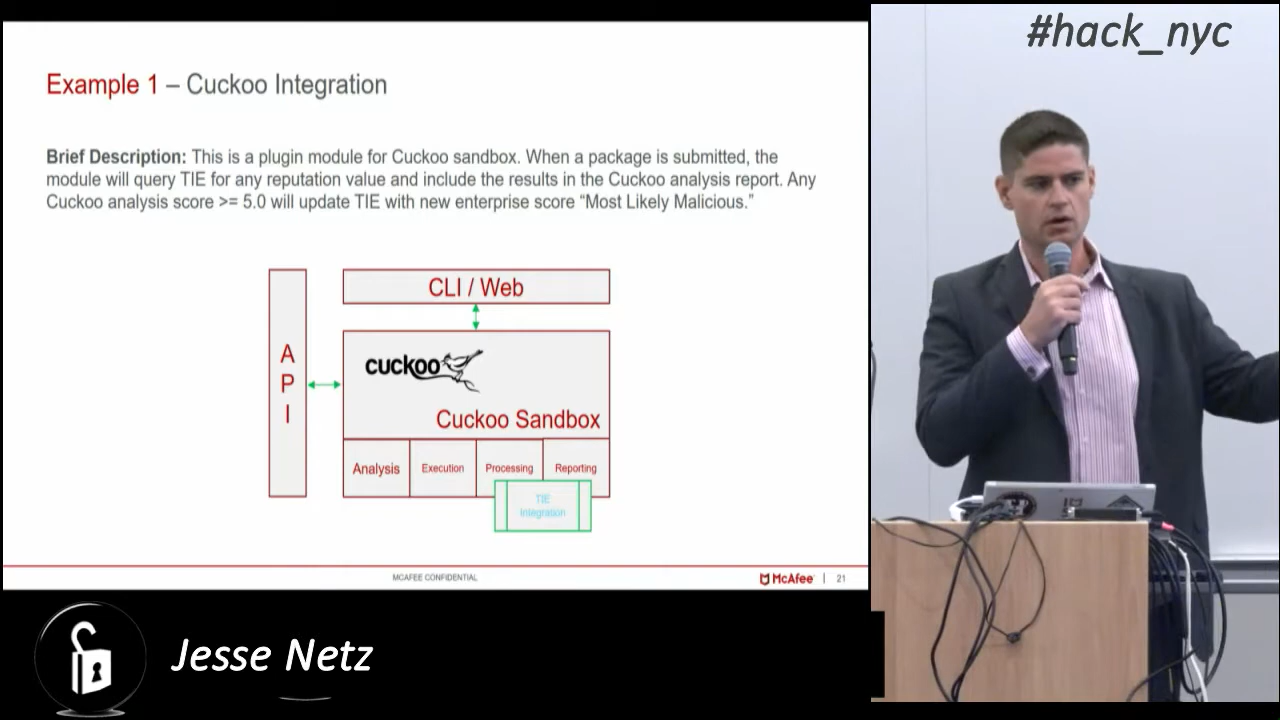 #hack_nyc
Example 1 – Cuckoo Integration
Brief Description: This is a plugin module for Cuckoo sandbox. When a package is submitted, the
module will query TIE for any reputation value and include the results in the Cuckoo analysis report. Any
Cuckoo analysis score >= 5.0 will update TIE with new enterprise score “Most Likely Malicious.”
CLI / Web
A
P
I
cuckoo
Cuckoo Sandbox
Analysis
Execution
Processing
Reporting
TIE
Integration
MCAFEE CONFIDENTIAL
McAfee
21
Jesse Netz